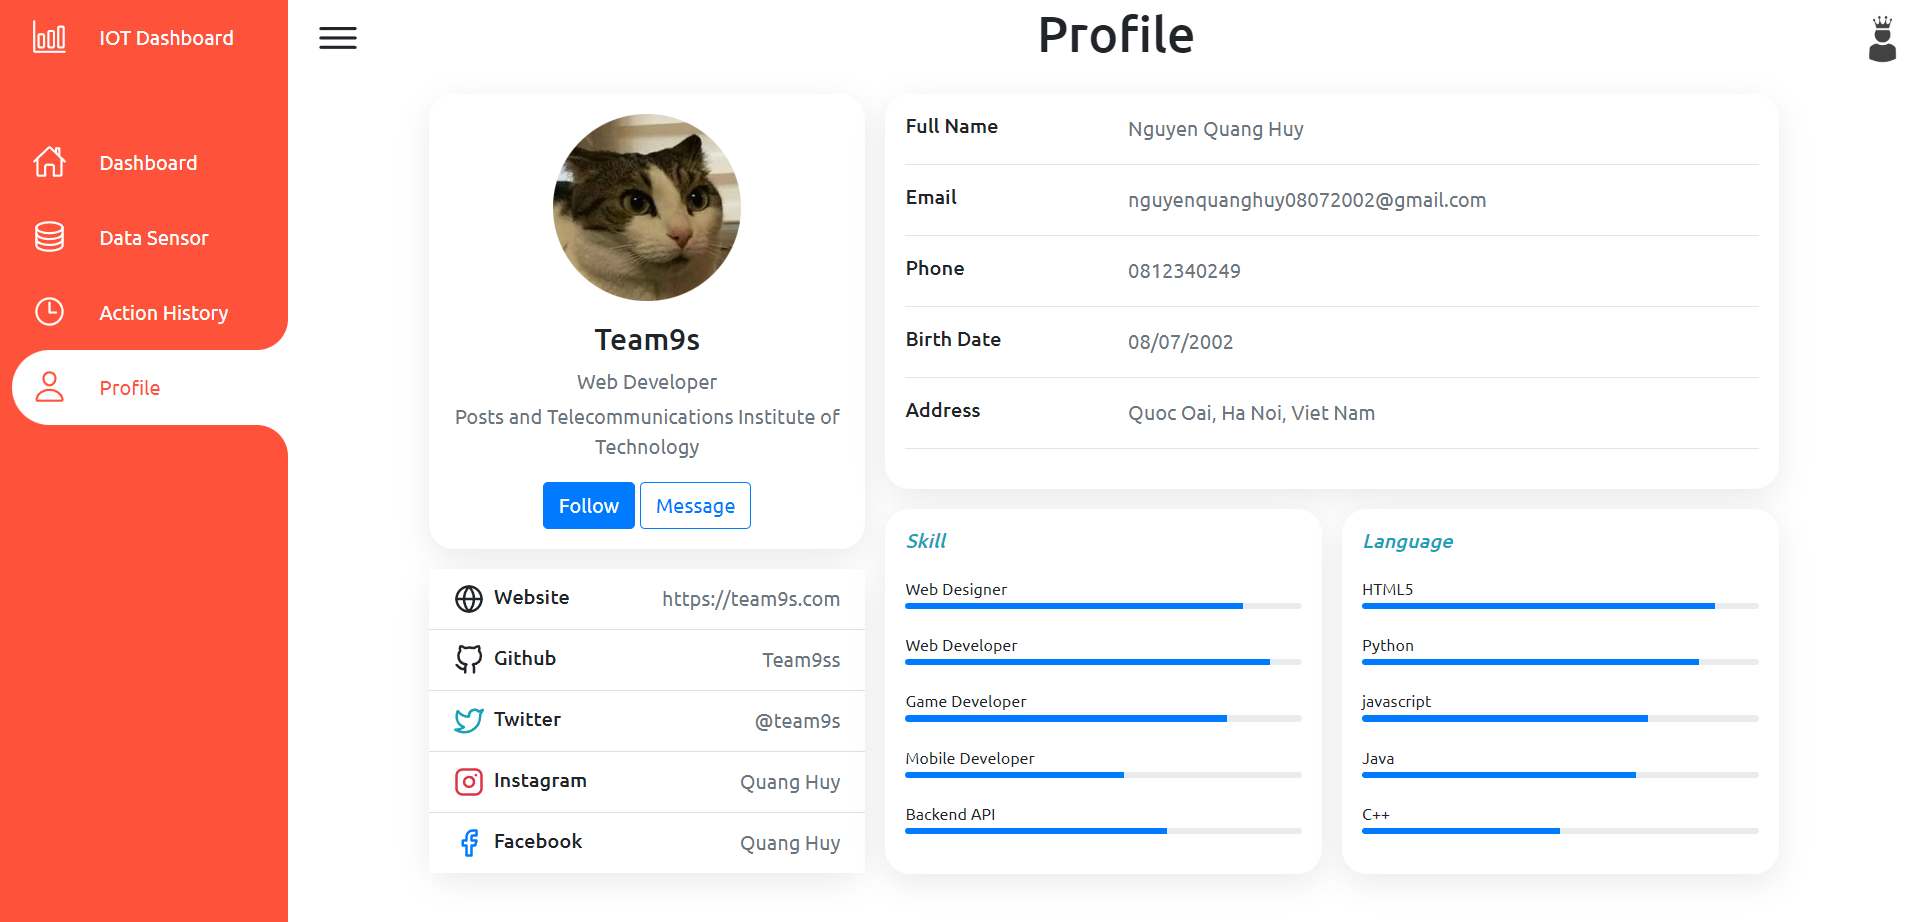 IOT Dashboard
Dashboard
Data Sensor
Action History
Profile
Profile
Team9s
Web Developer
Posts and Telecommunications Institute of
Technology
Follow
Message
Website https://team9s.com
Github Team9ss
Twitter @team9s
Instagram Quang Huy
Facebook Quang Huy
Full Name Nguyen Quang Huy
Email nguyenquanghuy08072002@gmail.com
Phone 0812340249
Birth Date 08/07/2002
Address Quoc Oai, Ha Noi, Viet Nam
Skill
Web Designer
Web Developer
Game Developer
Mobile Developer
Backend API
Language
HTML5
Python
javascript
Java
C++